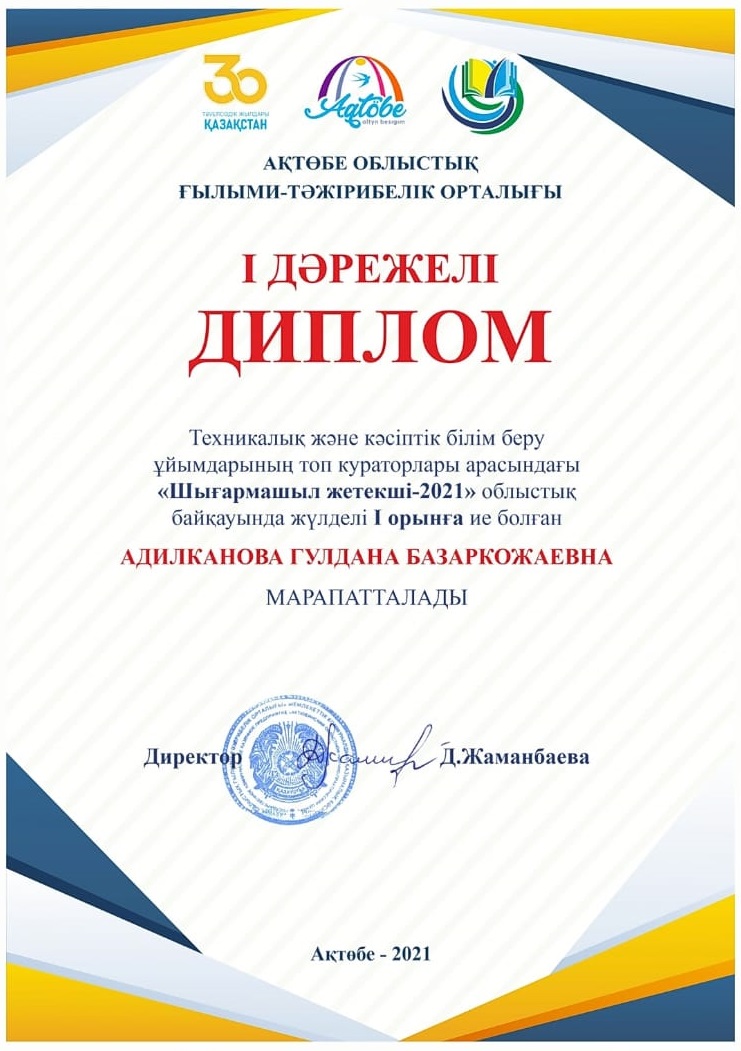 30
ТӘУЕЛСІЗДІК ЖЫЛДАРЫ
ҚАЗАҚСТАН
Aqtöbe
altyn besigim
АҚТӨБЕ ОБЛЫСТЫҚ
ҒЫЛЫМИ-ТӘЖІРИБЕЛІК ОРТАЛЫҒЫ
І ДӘРЕЖЕЛІ
ДИПЛОМ
Техникалық және кәсіптік білім беру
ұйымдарының топ кураторлары арасындағы
«Шығармашыл жетекші-2021» облыстық
байқауында жүлделі І орынға ие болған
АДИЛКАНОВА ГУЛДАНА БАЗАРКОЖАЕВНА
МАРАПАТТАЛАДЫ
Директор Д.Жаманбаева
Ақтөбе - 2021